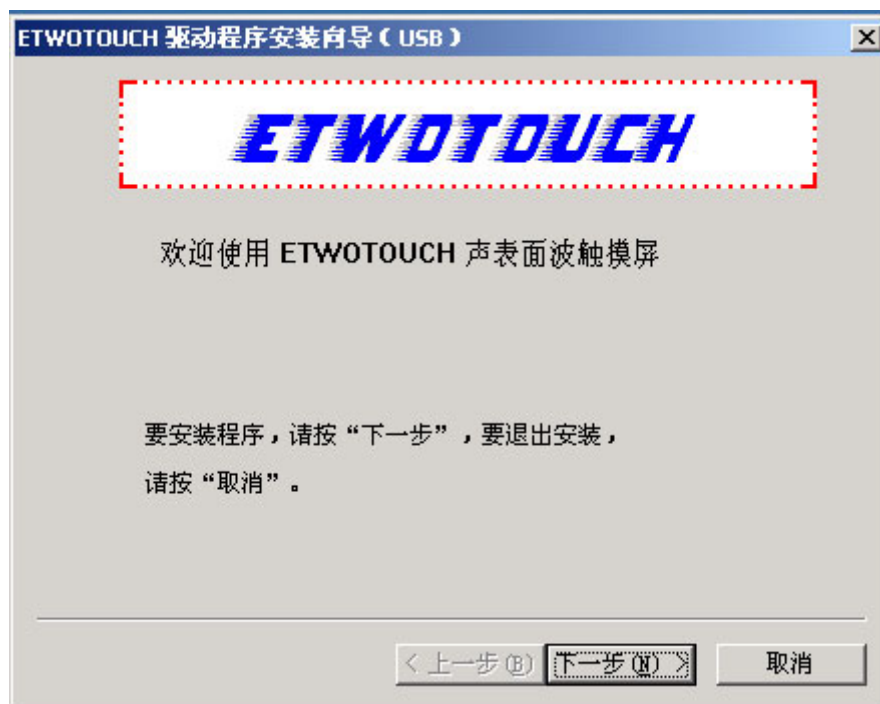 ETWOTOUCH 驱动程序安装向导(USB)
ETWOTOUCH
欢迎使用 ETWOTOUCH 声表面波触摸屏
要安装程序，请按“下一步”，要退出安装，
请按“取消”。
< 上一步(B) 下一步(N) > 取消